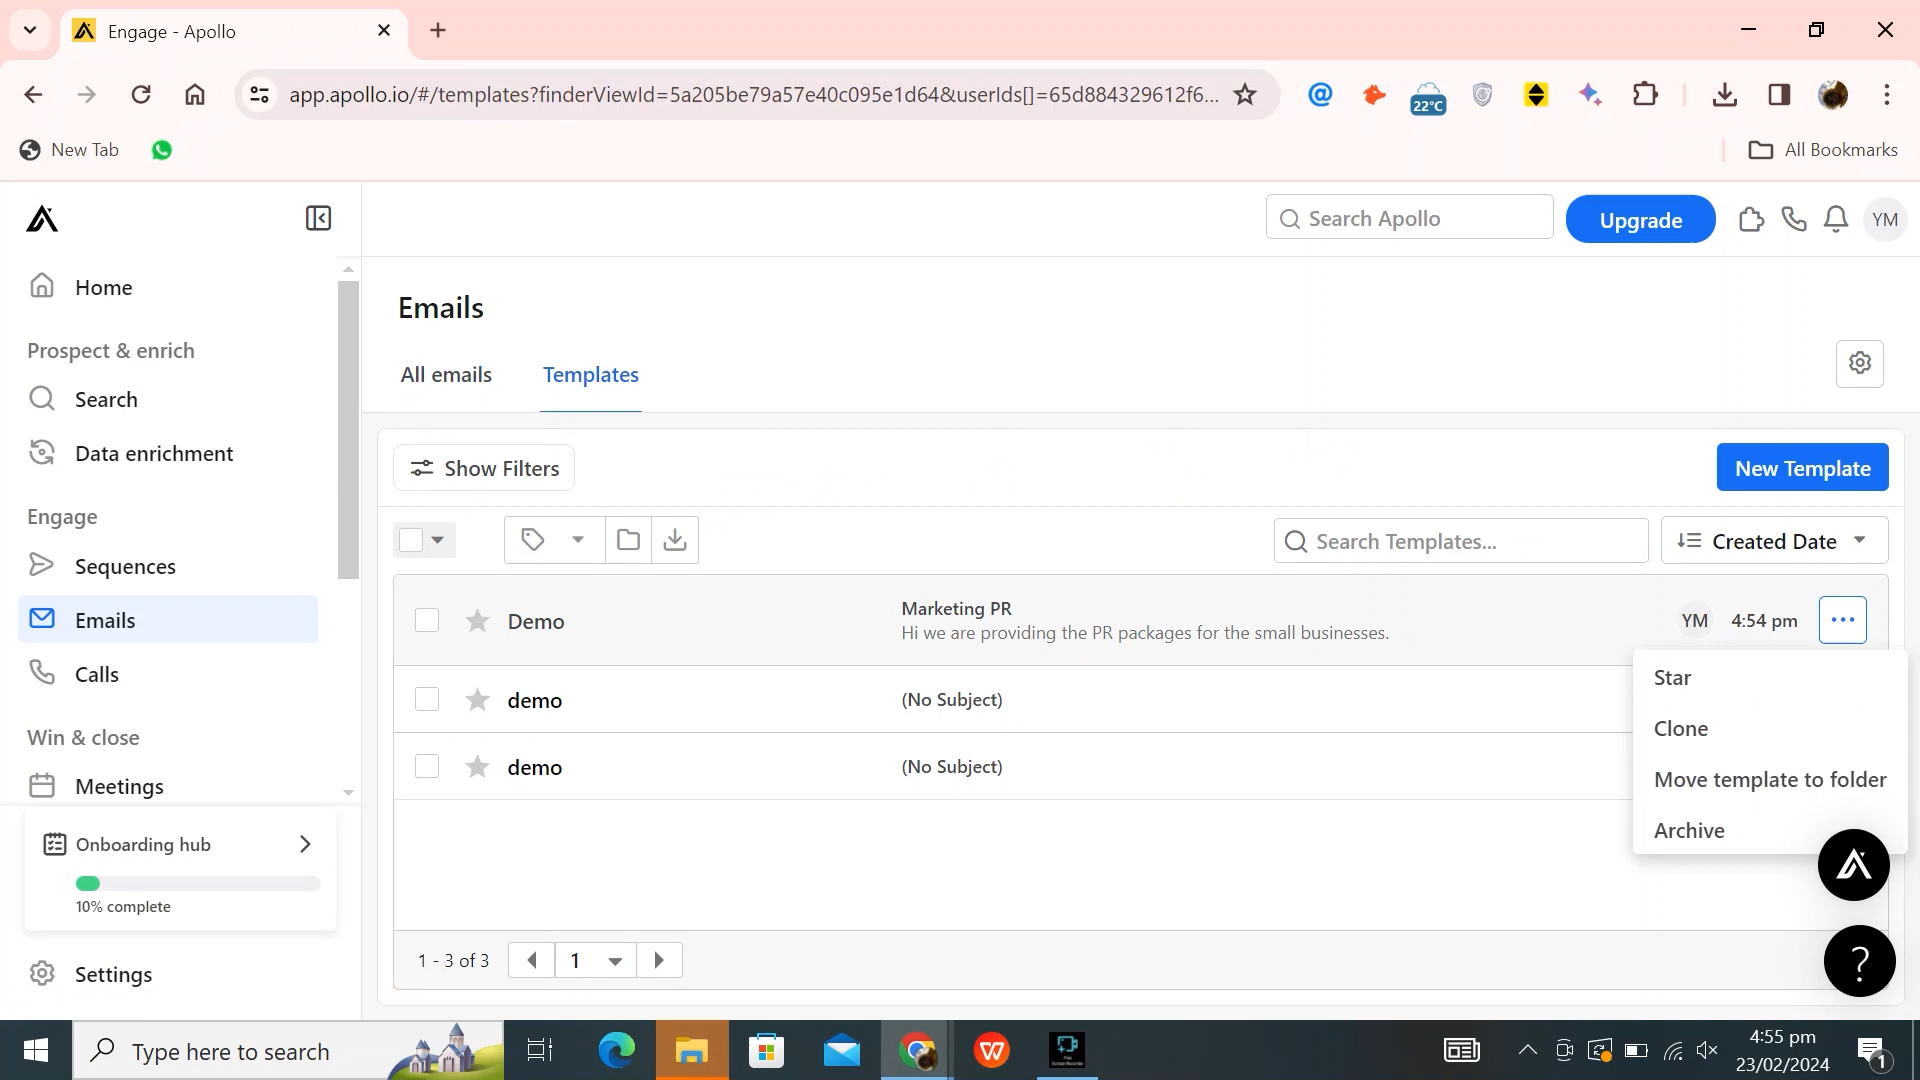 Engage - Apollo
app.apollo.io/#/templates?finderViewId=5a205be79a57e40c095e1d64&userIds[]=65d884329612f6...
22°C
New Tab
All Bookmarks
Search Apollo
Upgrade
YM
Home
Prospect & enrich
Search
Data enrichment
Engage
Sequences
Emails
Calls
Win & close
Meetings
Onboarding hub
10% complete
Settings
Emails
All emails
Templates
Show Filters
New Template
Search Templates...
Created Date
Demo
Marketing PR
Hi we are providing the PR packages for the small businesses.
YM
4:54 pm
demo
(No Subject)
demo
(No Subject)
Star
Clone
Move template to folder
Archive
1 - 3 of 3
1
?
Type here to search
4:55 pm
23/02/2024
1